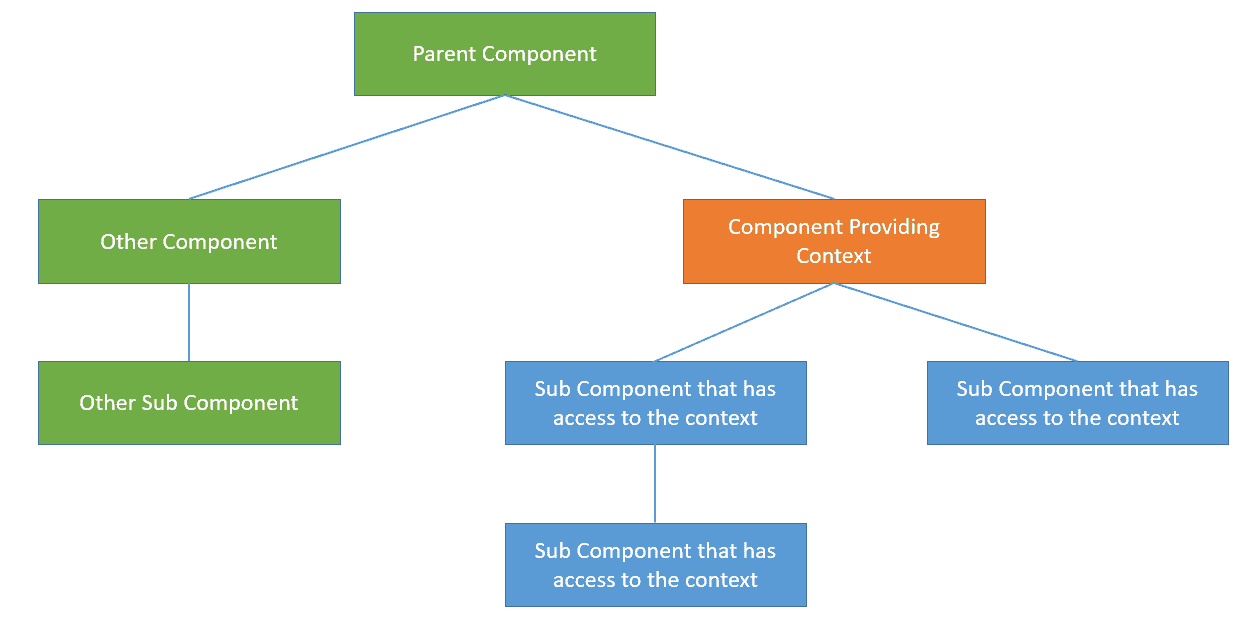 Parent Component
Other Component
Component Providing
Context
Other Sub Component
Sub Component that has
access to the context
Sub Component that has
access to the context
Sub Component that has
access to the context